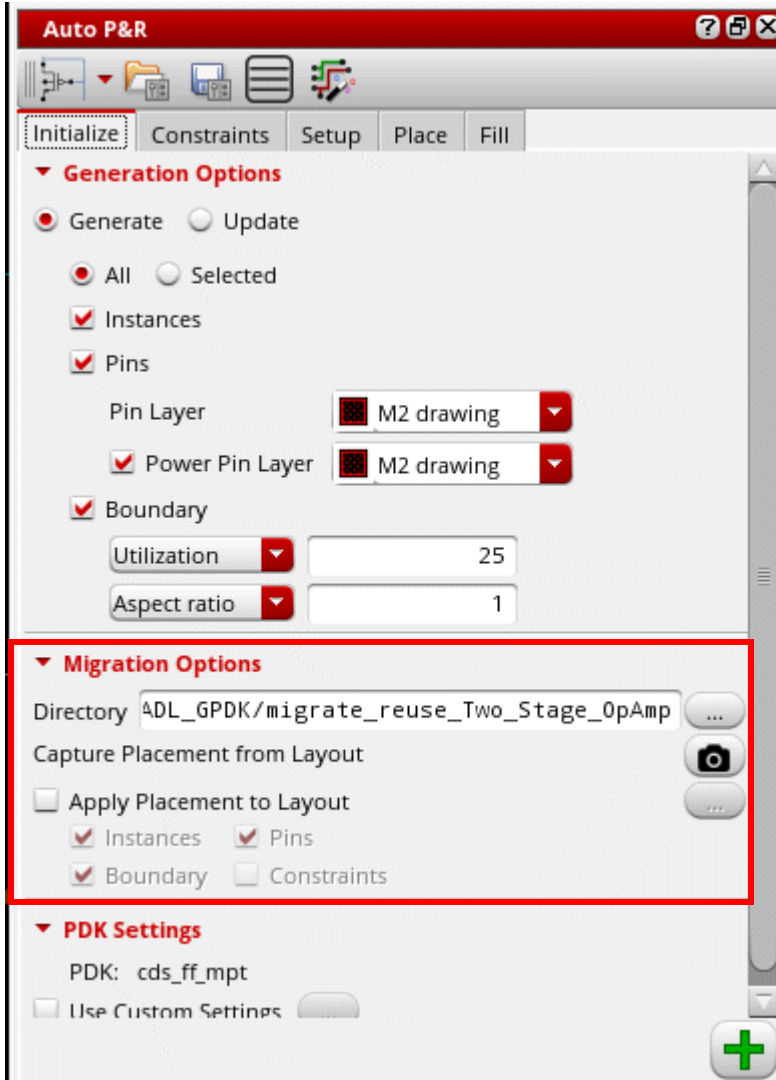 Auto P&R
Initialize Constraints Setup Place Fill
Generation Options
Generate Update
All Selected
Instances
Pins
Pin Layer M2 drawing
Power Pin Layer M2 drawing
Boundary
Utilization 25
Aspect ratio 1
Migration Options
Directory ADL_GPDK/migrate_reuse_Two_Stage_OpAmp ...
Capture Placement from Layout
Apply Placement to Layout ...
Instances Pins
Boundary Constraints
PDK Settings
PDK: cds_ff_mpt
Use Custom Settings